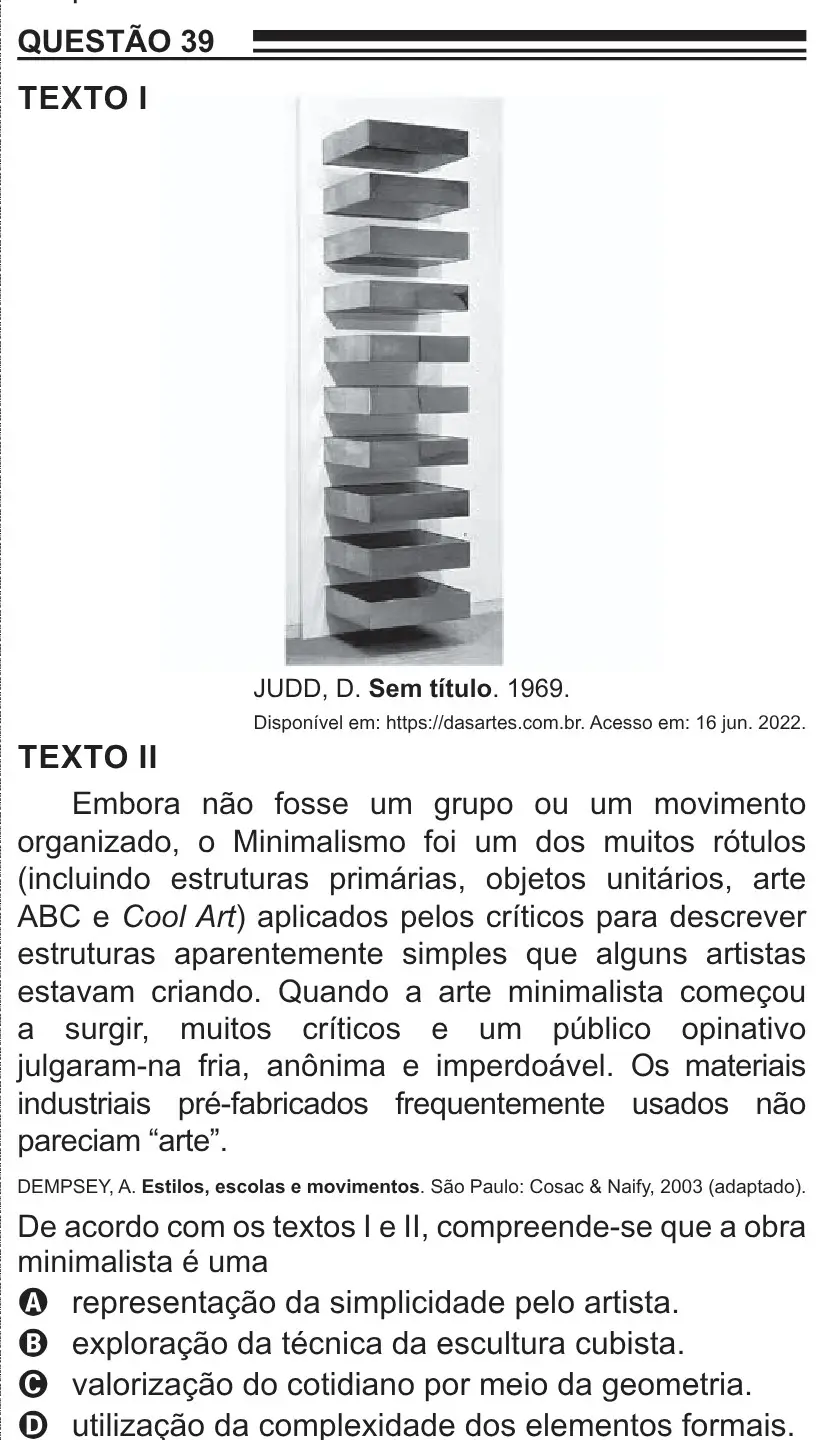 QUESTÃO 39
TEXTO I
JUDD, D. Sem título. 1969.
Disponível em: https://dasartes.com.br. Acesso em: 16 jun. 2022.
TEXTO II
Embora não fosse um grupo ou um movimento
organizado, o Minimalismo foi um dos muitos rótulos
(incluindo estruturas primárias, objetos unitários, arte
ABC e Cool Art) aplicados pelos críticos para descrever
estruturas aparentemente simples que alguns artistas
estavam criando. Quando a arte minimalista começou
a surgir, muitos críticos e um público opinativo
julgaram-na fria, anônima e imperdoável. Os materiais
industriais pré-fabricados frequentemente usados não
pareciam “arte”.
DEMPSEY, A. Estilos, escolas e movimentos. São Paulo: Cosac & Naify, 2003 (adaptado).
De acordo com os textos I e II, compreende-se que a obra
minimalista é uma
A representação da simplicidade pelo artista.
B exploração da técnica da escultura cubista.
C valorização do cotidiano por meio da geometria.
D utilização da complexidade dos elementos formais.